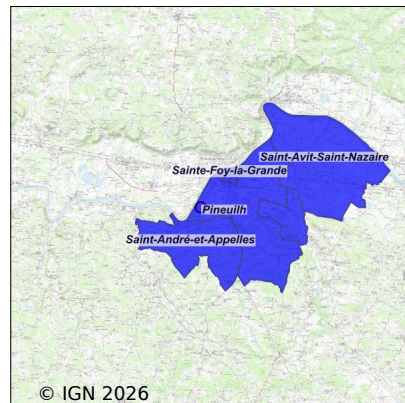 Saint-Avit-Saint-Nazaire
Sainte-Foy-la-Grande
Pineuilh
Saint-André-et-Appelles
© IGN 2026